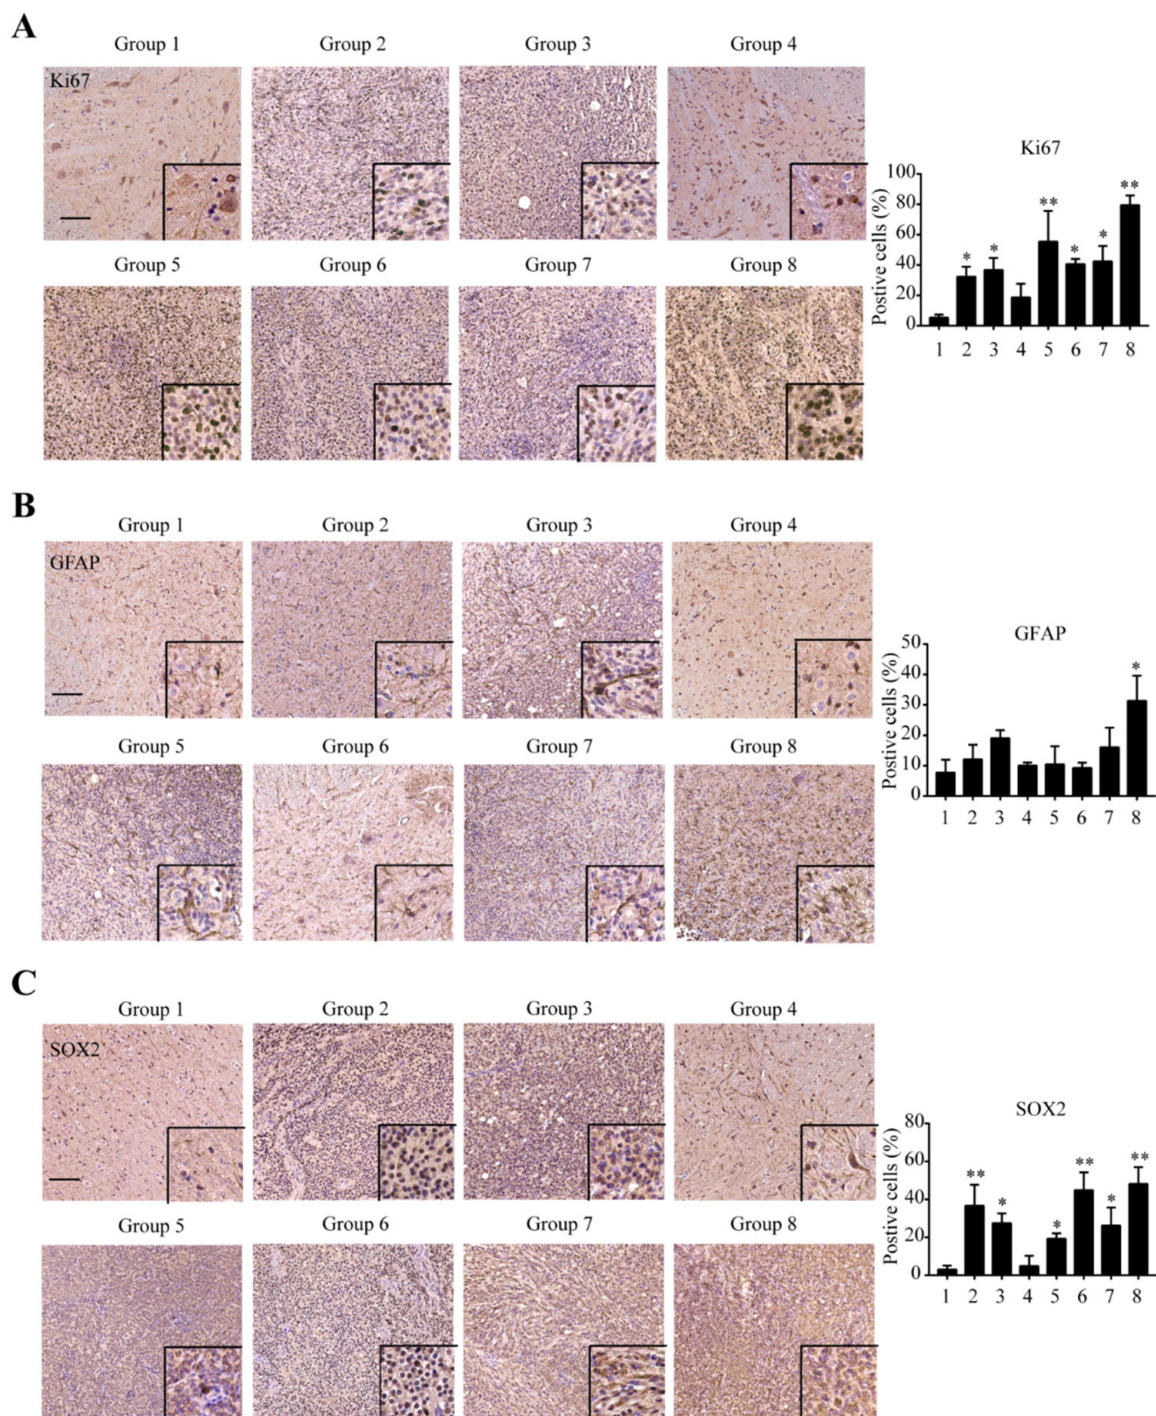 A
Group 1 Group 2 Group 3 Group 4
Ki67
Group 5 Group 6 Group 7 Group 8
Ki67
Postive cells (%)
100
80
60
40
20
0
* * ** * * **
1 2 3 4 5 6 7 8
B
Group 1 Group 2 Group 3 Group 4
GFAP
Group 5 Group 6 Group 7 Group 8
GFAP
Postive cells (%)
50
40
30
20
10
0
*
1 2 3 4 5 6 7 8
C
Group 1 Group 2 Group 3 Group 4
SOX2
Group 5 Group 6 Group 7 Group 8
SOX2
Postive cells (%)
80
60
40
20
0
** * * ** * **
1 2 3 4 5 6 7 8